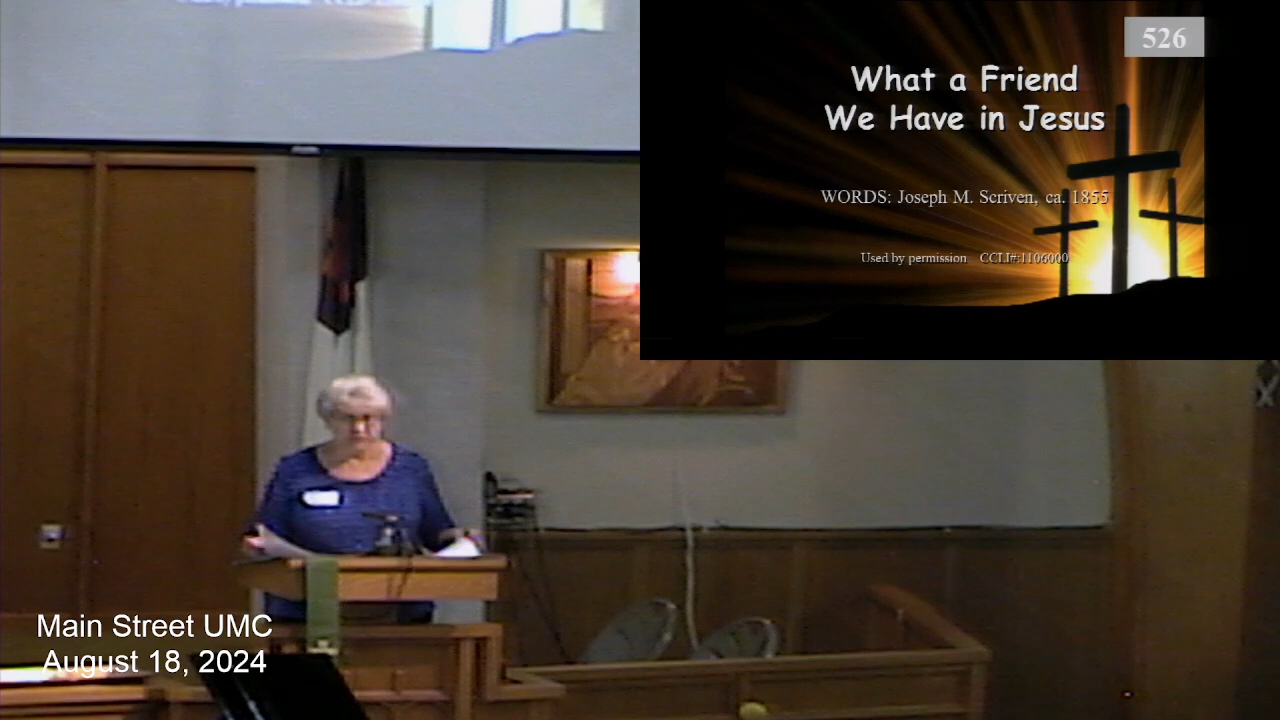 526
What a Friend
We Have in Jesus
WORDS: Joseph M. Scriven, ca. 1855
Used by permission CCLI#:1106000
Main Street UMC
August 18, 2024